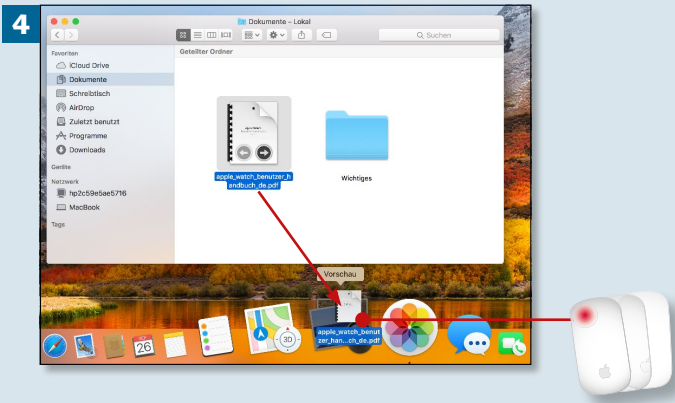 4
Dokumente – Lokal
Suchen
Favoriten
iCloud Drive
Dokumente
Schreibtisch
AirDrop
Zuletzt benutzt
Programme
Downloads
Geräte
Netzwerk
hp2c59e5ae5716
MacBook
Tags
Geteilter Ordner
apple_watch_benutzer_h
andbuch_de.pdf
Wichtiges
Vorschau
apple_watch_benut
zer_han...ch_de.pdf
26
3D